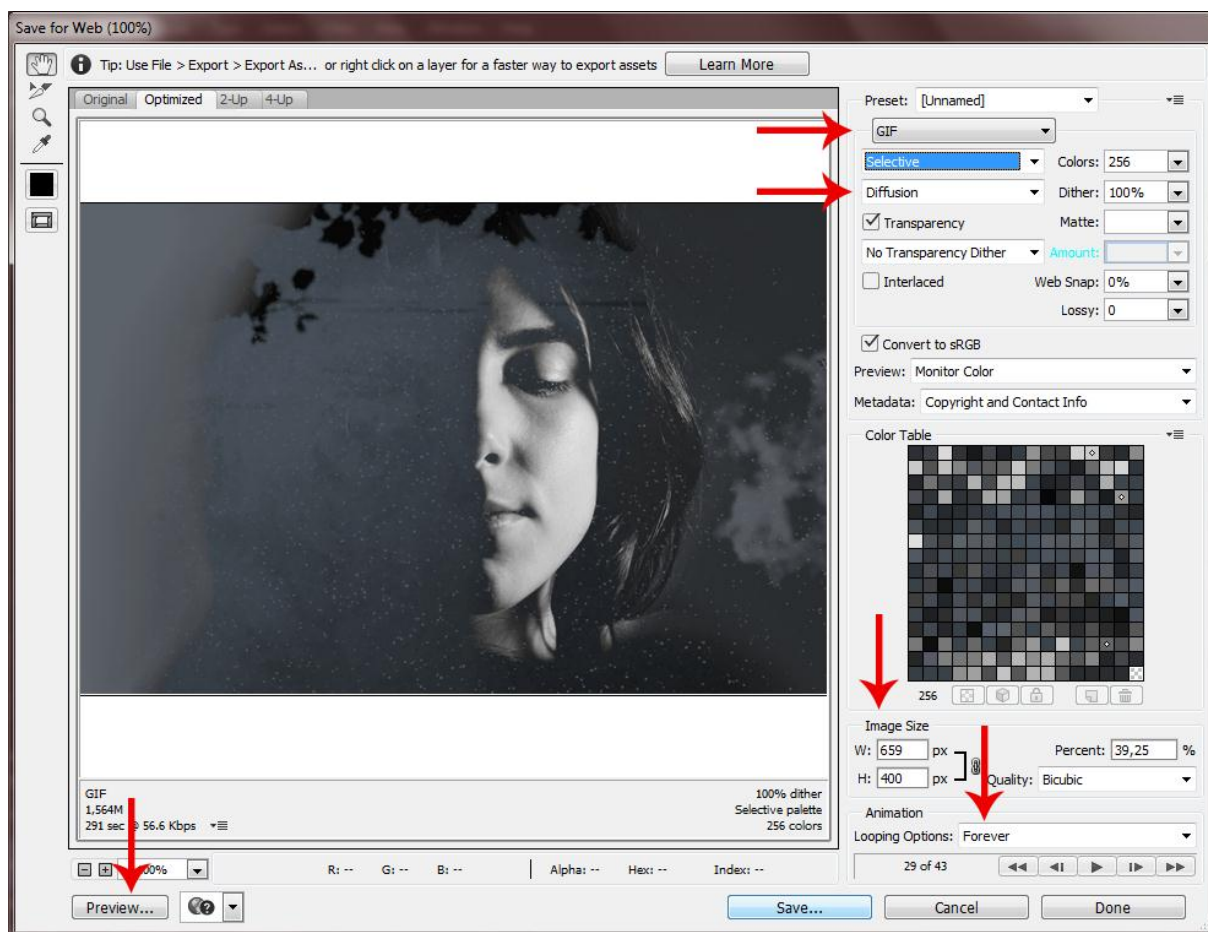 Save for Web (100%)
Tip: Use File > Export > Export As... or right click on a layer for a faster way to export assets Learn More
Original Optimized 2-Up 4-Up
Preset: [Unnamed]
GIF
Selective Colors: 256
Diffusion Dither: 100%
Transparency Matte:
No Transparency Dither Amount:
Interlaced Web Snap: 0%
Lossy: 0
Convert to sRGB
Preview: Monitor Color
Metadata: Copyright and Contact Info
Color Table
256
Image Size
W: 659 px Percent: 39,25 %
H: 400 px Quality: Bicubic
GIF 100% dither
1,564M Selective palette
291 sec @ 56.6 Kbps 256 colors
Animation
Looping Options: Forever
R: -- G: -- B: -- Alpha: -- Hex: -- Index: --
29 of 43
Preview... Save... Cancel Done